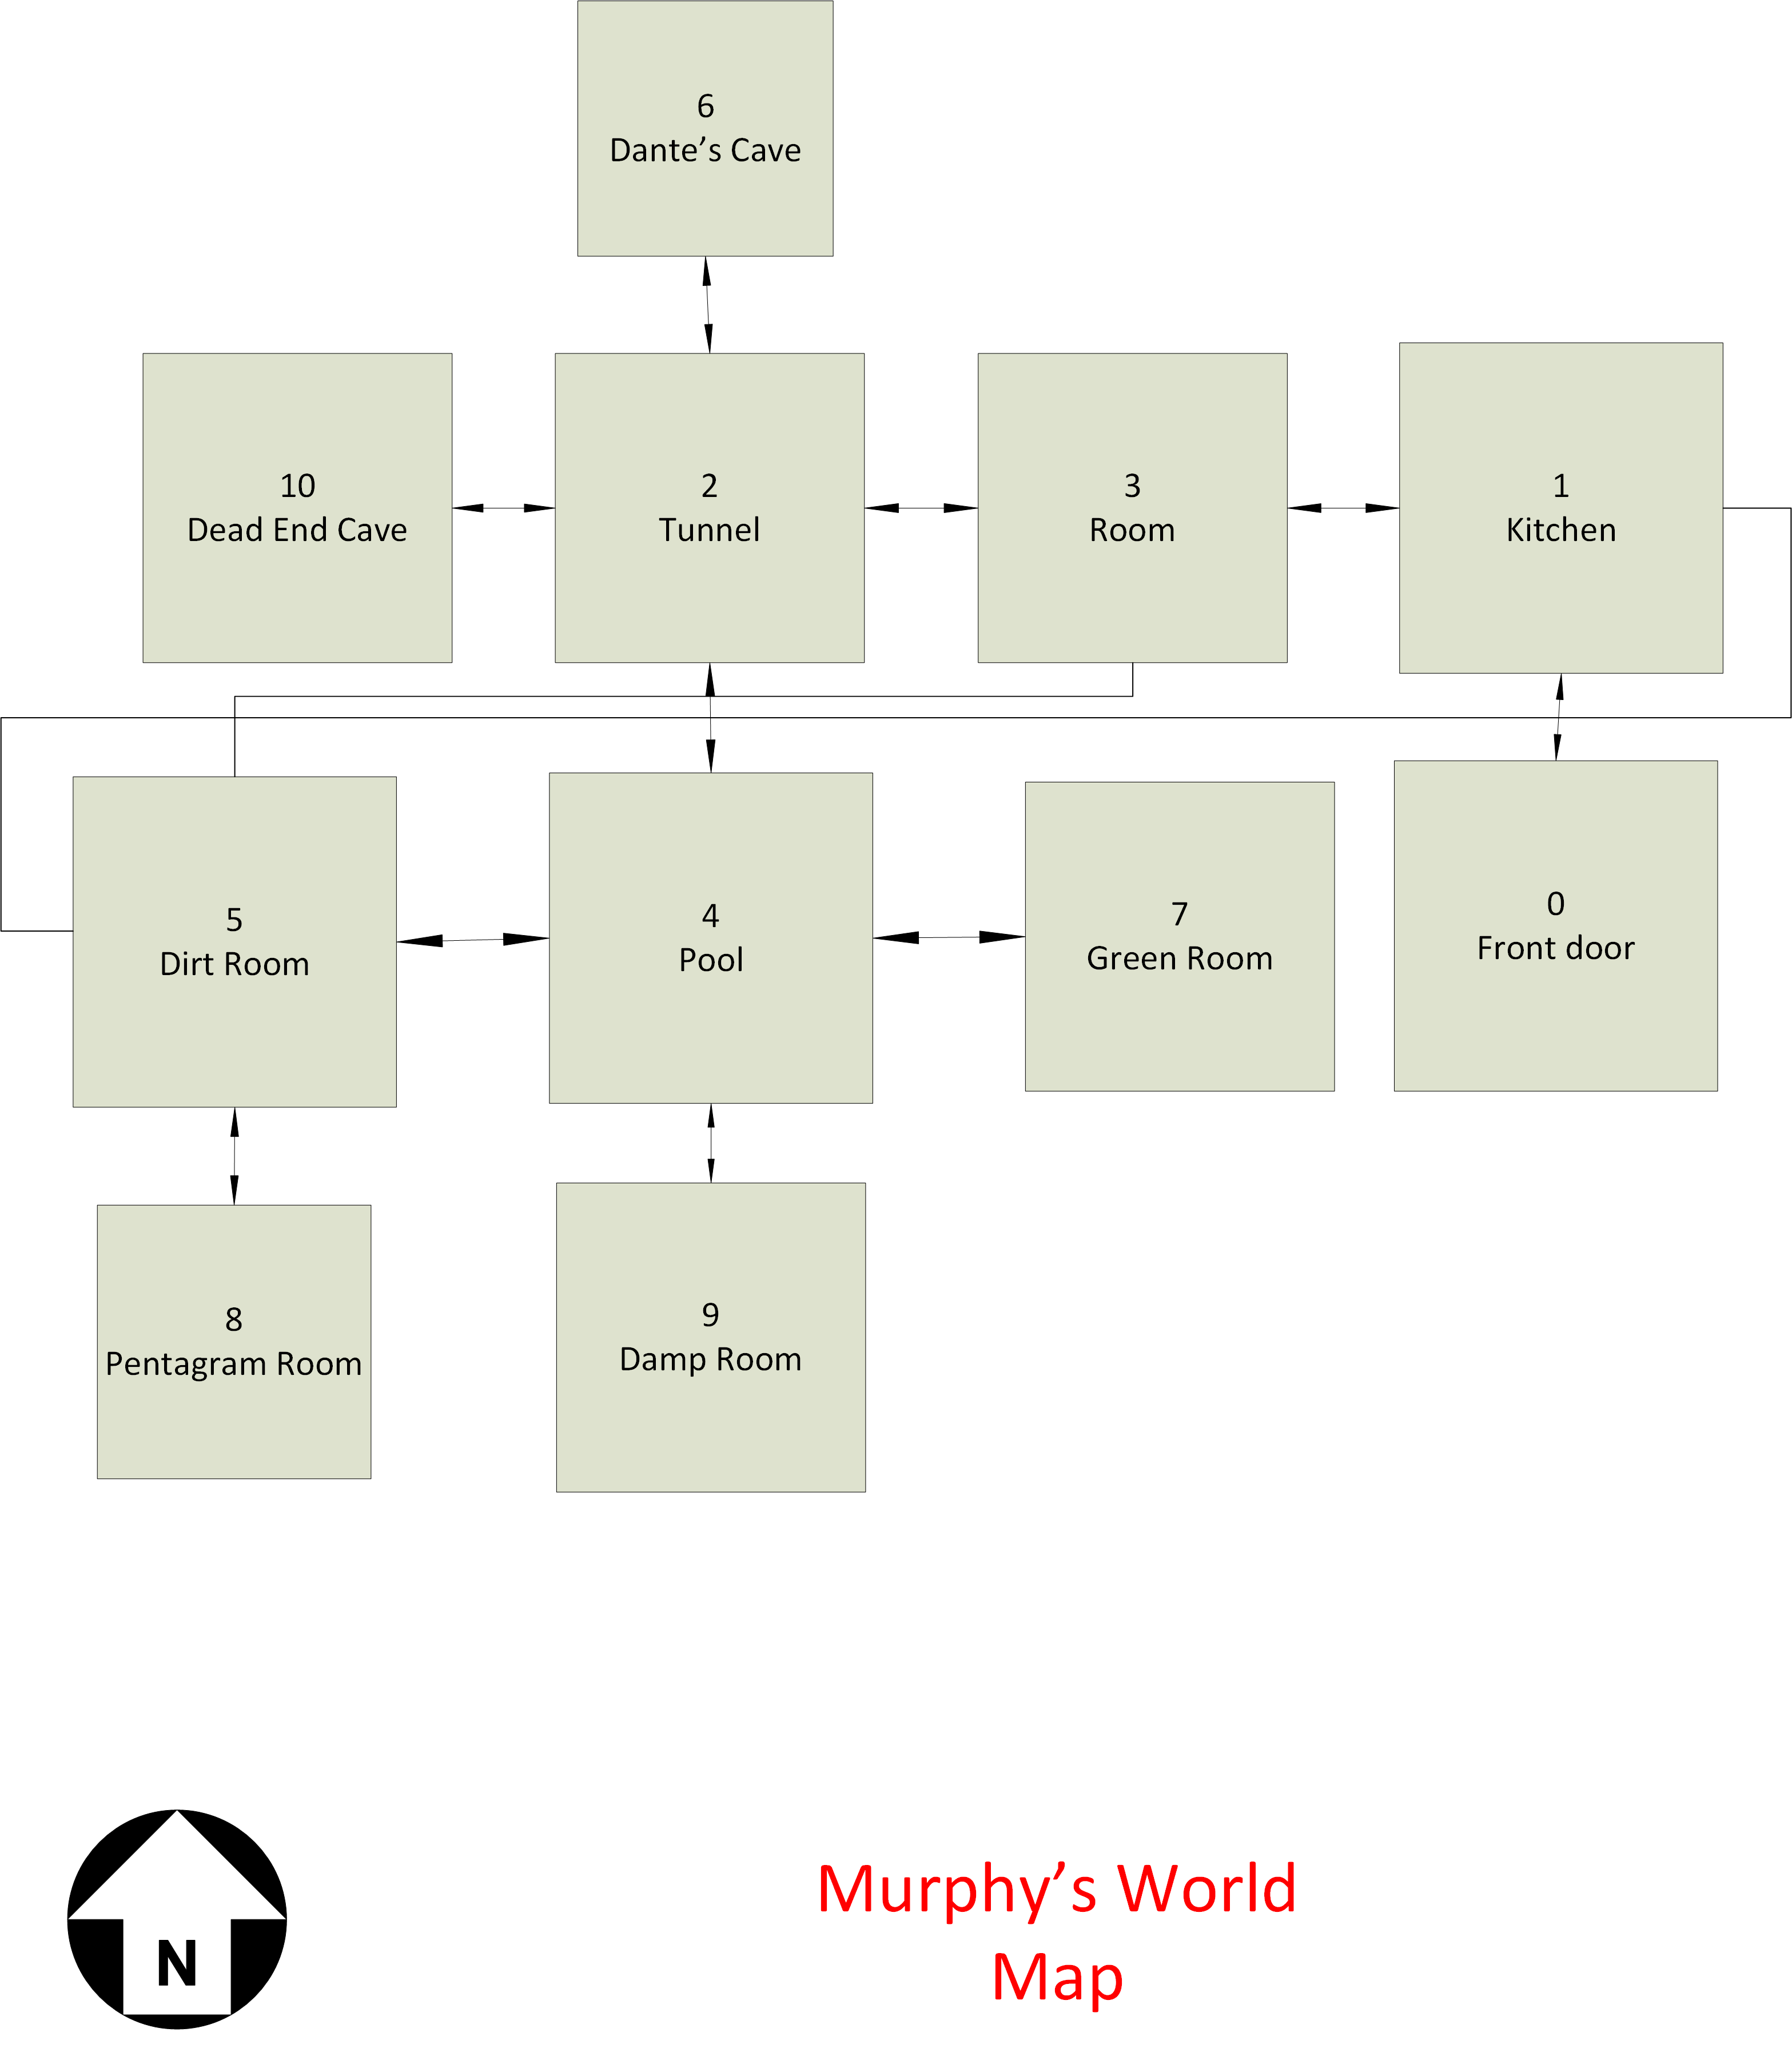 6
Dante’s Cave
10
Dead End Cave
2
Tunnel
3
Room
1
Kitchen
5
Dirt Room
4
Pool
7
Green Room
0
Front door
8
Pentagram Room
9
Damp Room
N
Murphy’s World
Map